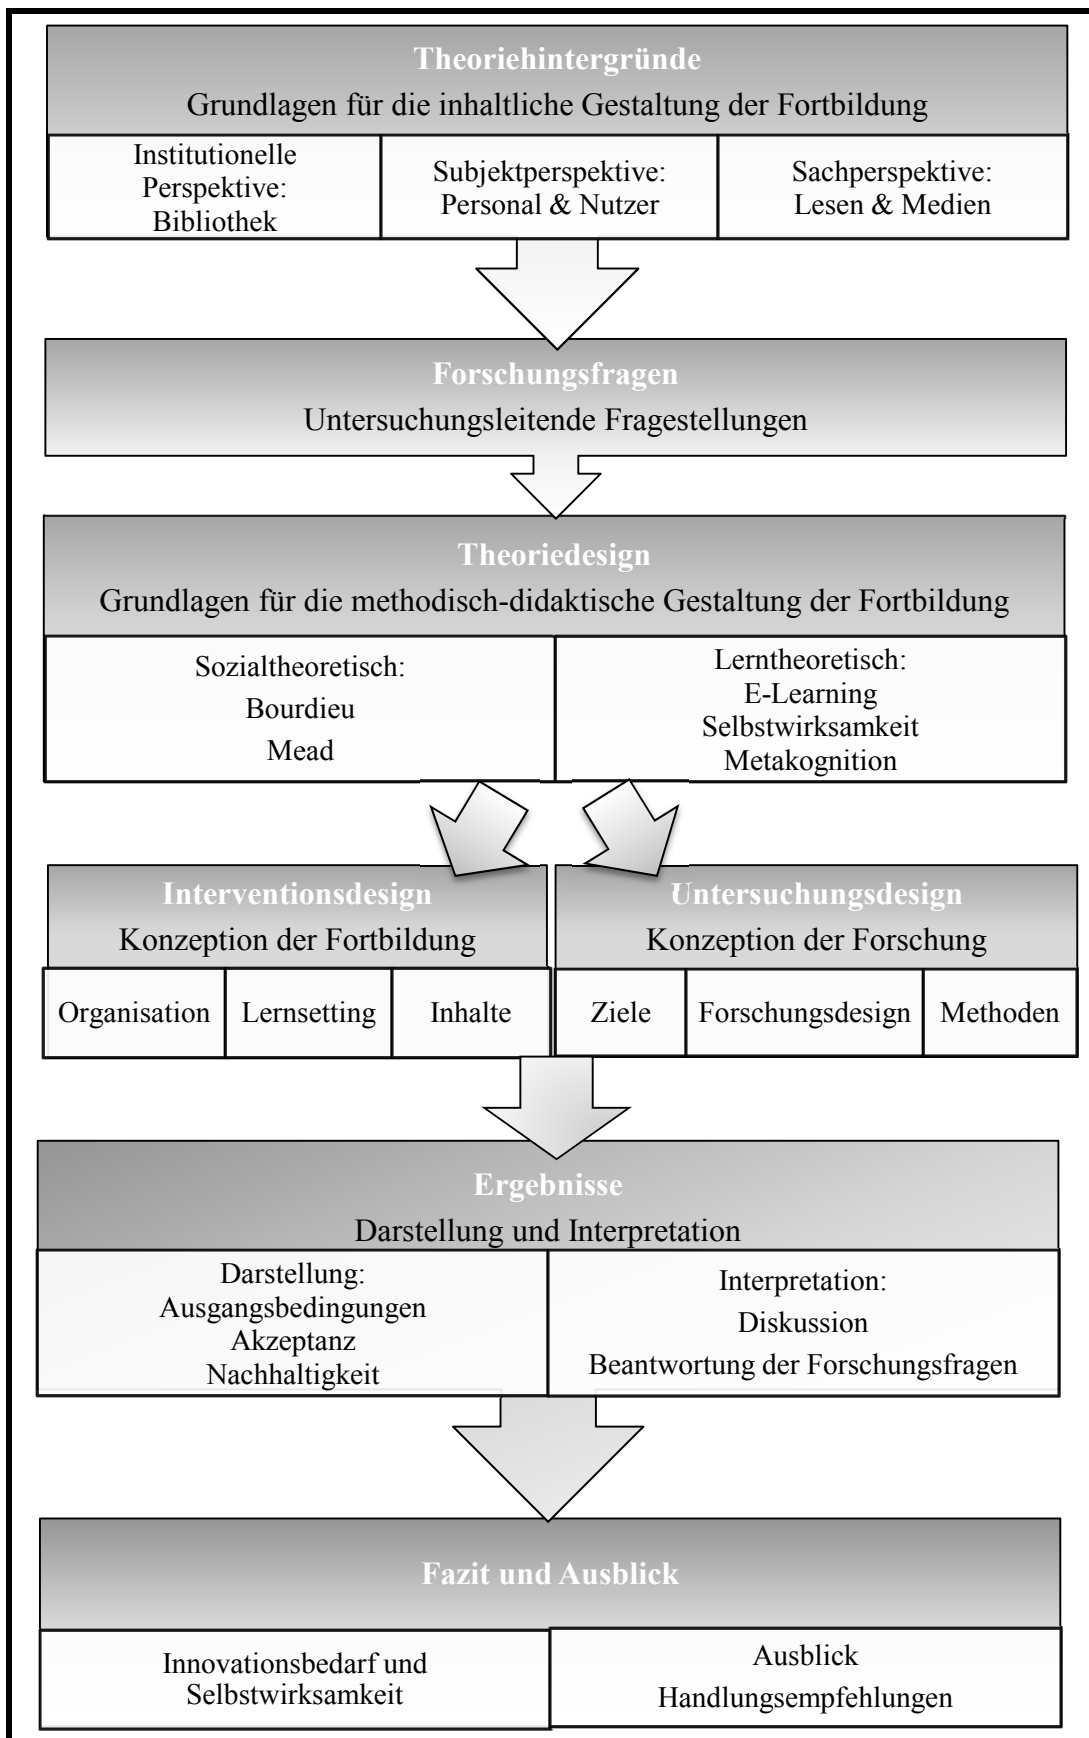 Theoriehintergründe
Grundlagen für die inhaltliche Gestaltung der Fortbildung
Institutionelle
Perspektive:
Bibliothek
Subjektperspektive:
Personal & Nutzer
Sachperspektive:
Lesen & Medien
Forschungsfragen
Untersuchungsleitende Fragestellungen
Theoriedesign
Grundlagen für die methodisch-didaktische Gestaltung der Fortbildung
Sozialtheoretisch:
Bourdieu
Mead
Lerntheoretisch:
E-Learning
Selbstwirksamkeit
Metakognition
Interventionsdesign
Konzeption der Fortbildung
Organisation
Lernsetting
Inhalte
Untersuchungsdesign
Konzeption der Forschung
Ziele
Forschungsdesign
Methoden
Ergebnisse
Darstellung und Interpretation
Darstellung:
Ausgangsbedingungen
Akzeptanz
Nachhaltigkeit
Interpretation:
Diskussion
Beantwortung der Forschungsfragen
Fazit und Ausblick
Innovationsbedarf und
Selbstwirksamkeit
Ausblick
Handlungsempfehlungen